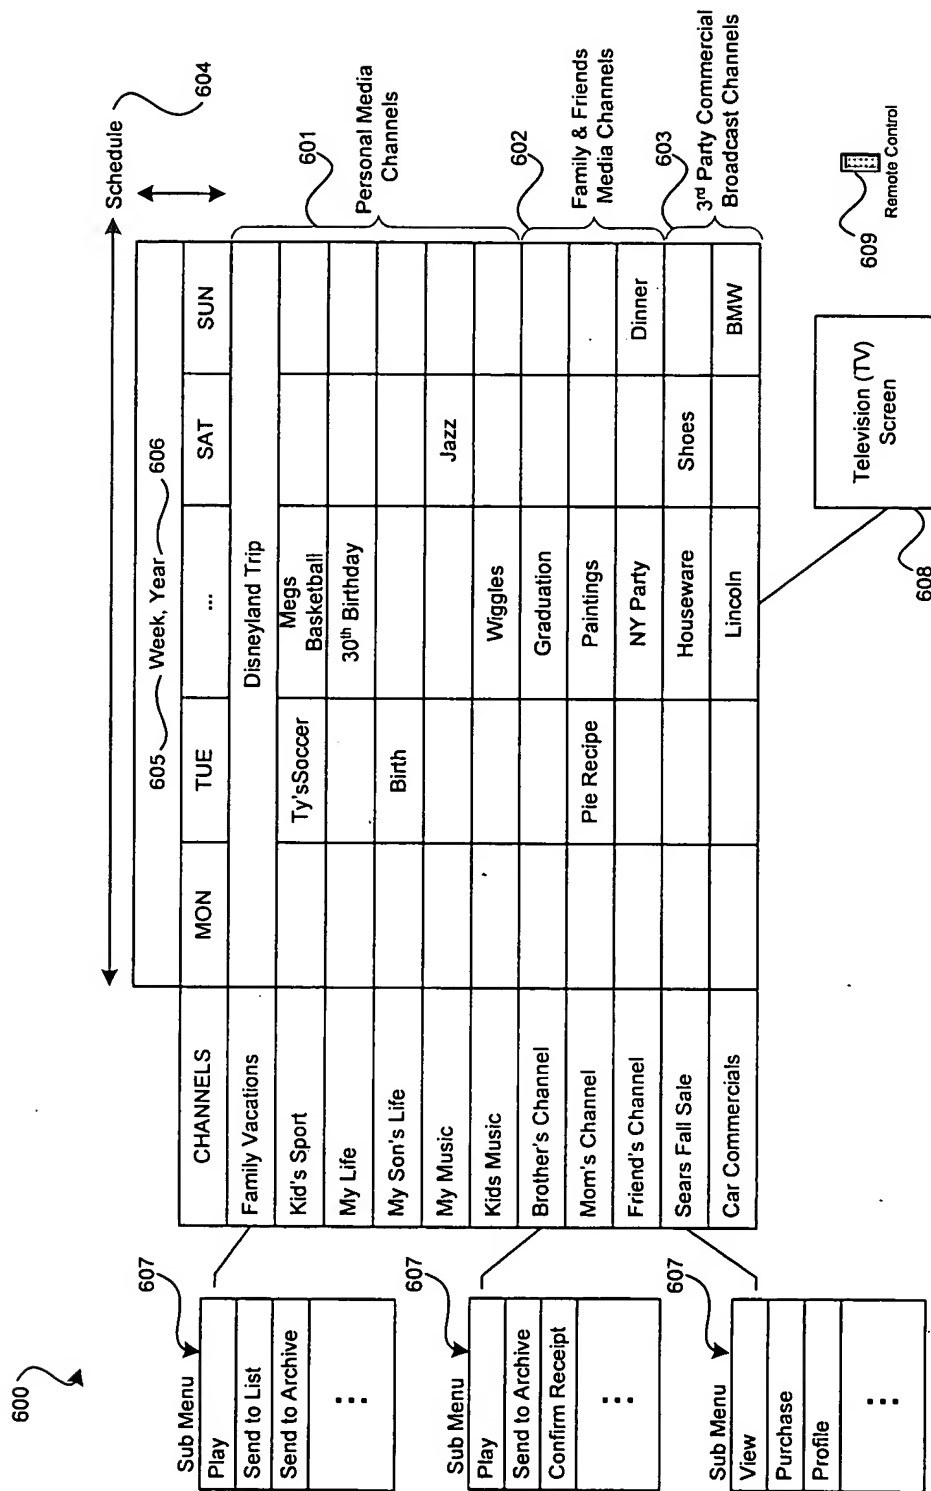 600
Schedule
604
605 Week, Year 606
CHANNELS MON TUE ... SAT SUN
Family Vacations Disneyland Trip
Kid's Sport Ty'sSoccer Megs Basketball
My Life 30th Birthday
My Son's Life Birth
My Music Jazz
Kids Music Wiggles
Brother's Channel Graduation
Mom's Channel Pie Recipe Paintings
Friend's Channel NY Party Dinner
Sears Fall Sale Houseware Shoes
Car Commercials Lincoln BMW
601
Personal Media
Channels
602
Family & Friends
Media Channels
603
3rd Party Commercial
Broadcast Channels
Sub Menu
607
Play
Send to List
Send to Archive
...
Sub Menu
607
Play
Send to Archive
Confirm Receipt
...
Sub Menu
607
View
Purchase
Profile
...
Television (TV)
Screen
608
609
Remote Control